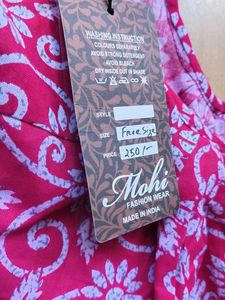 WASHING INSTRUCTION
COLOURS SEPARATELY
AVOID STRONG DETERGENT
AVOID BLEACH
DRY INSIDE OUT IN SHADE
STYLE
SIZE Free Size
PRICE 250/-
Mohi
FASHION WEAR
MADE IN INDIA